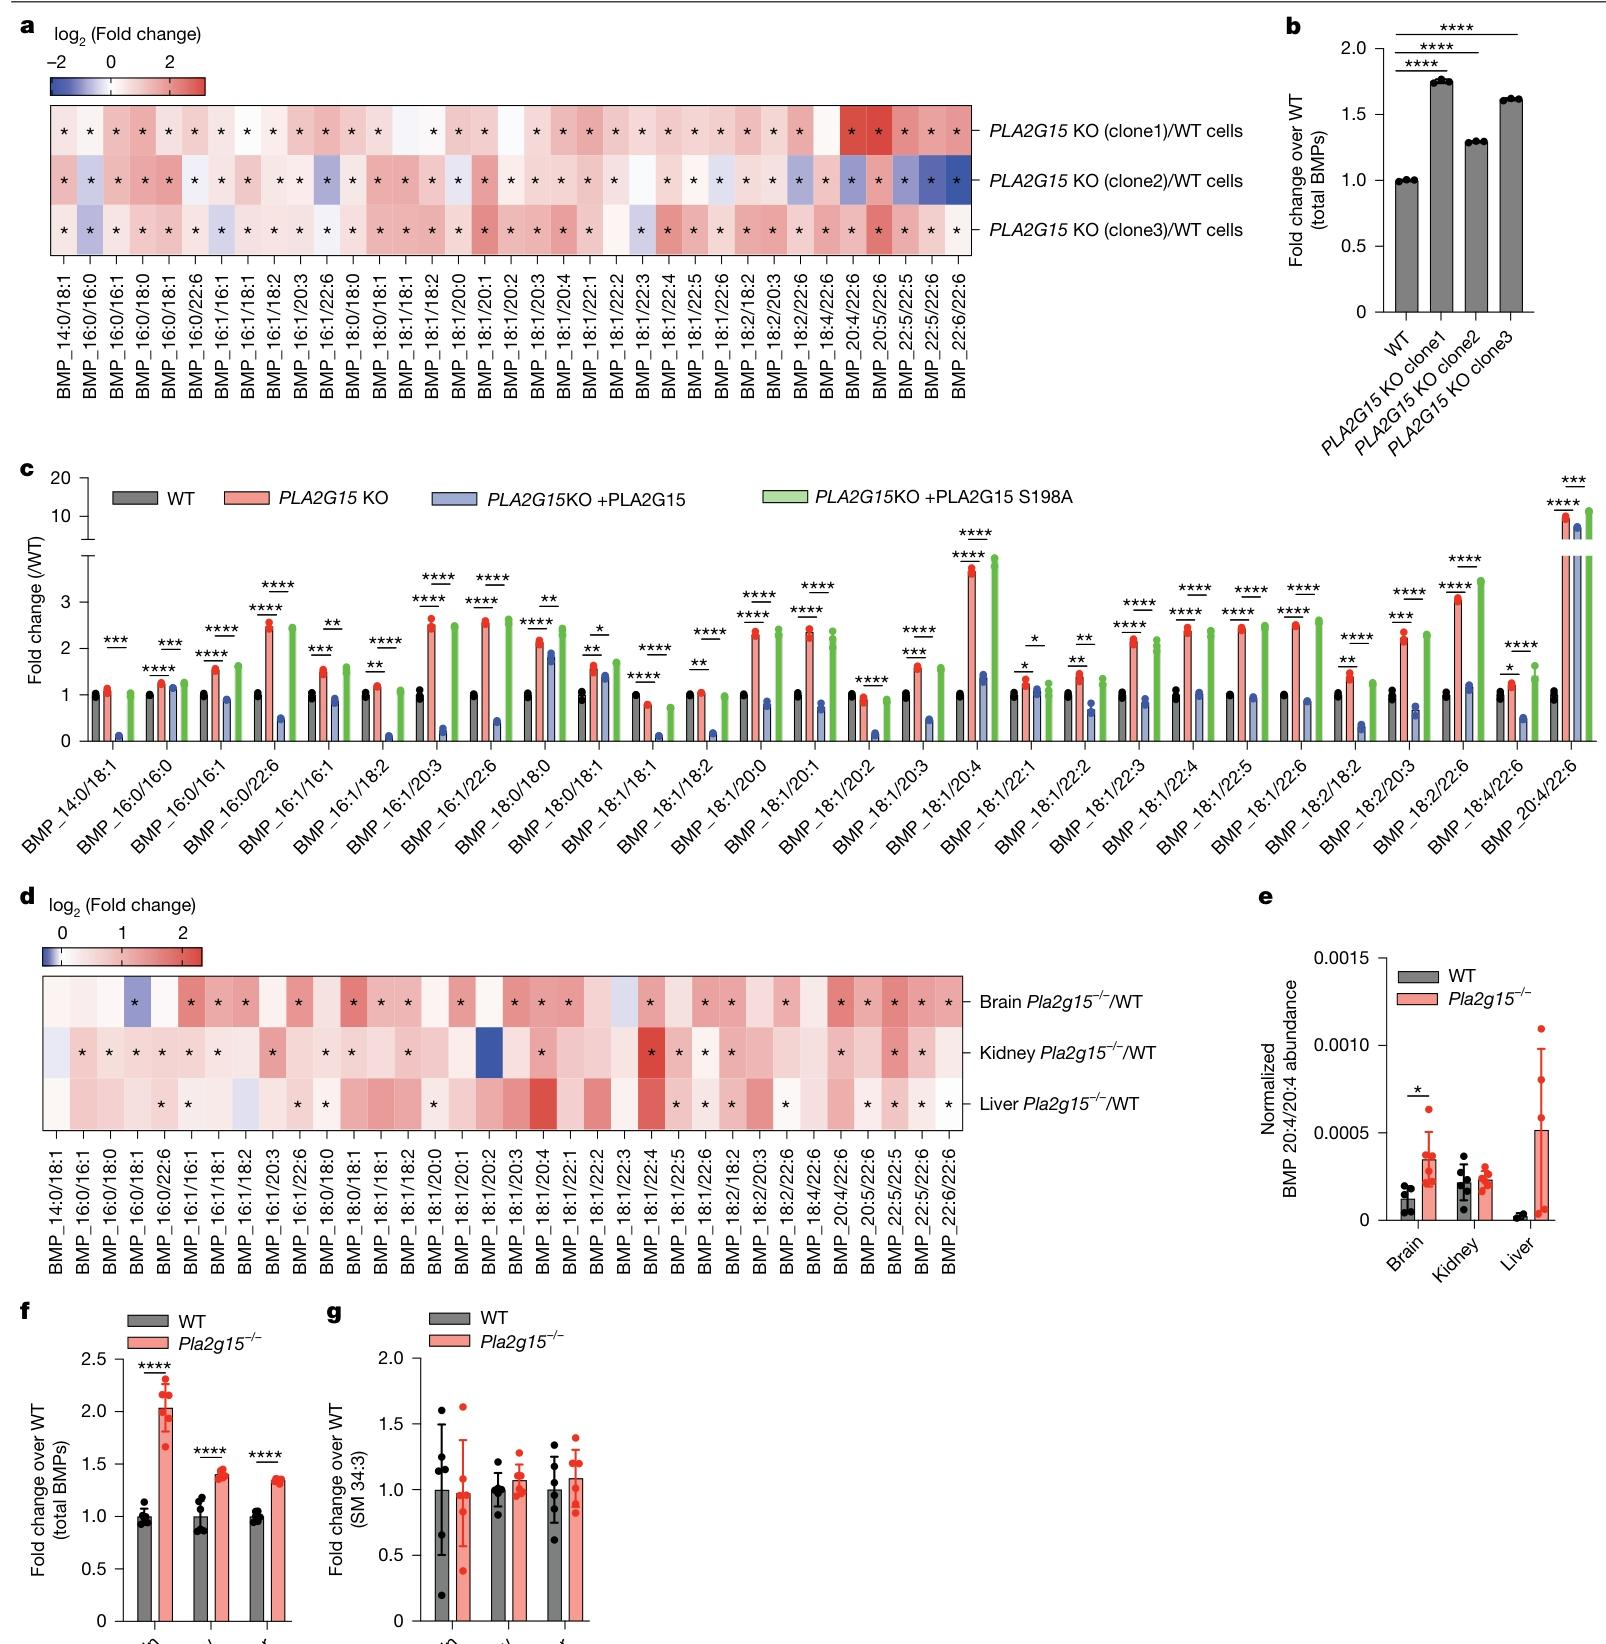 a
log2 (Fold change)
−2 0 2
PLA2G15 KO (clone1)/WT cells
PLA2G15 KO (clone2)/WT cells
PLA2G15 KO (clone3)/WT cells
BMP_14:0/18:1
BMP_16:0/16:0
BMP_16:0/16:1
BMP_16:0/18:0
BMP_16:0/18:1
BMP_16:0/22:6
BMP_16:1/16:1
BMP_16:1/18:1
BMP_16:1/18:2
BMP_16:1/20:3
BMP_16:1/22:6
BMP_18:0/18:0
BMP_18:0/18:1
BMP_18:1/18:1
BMP_18:1/18:2
BMP_18:1/20:0
BMP_18:1/20:1
BMP_18:1/20:2
BMP_18:1/20:3
BMP_18:1/20:4
BMP_18:1/22:1
BMP_18:1/22:2
BMP_18:1/22:3
BMP_18:1/22:4
BMP_18:1/22:5
BMP_18:1/22:6
BMP_18:2/18:2
BMP_18:2/20:3
BMP_18:2/22:6
BMP_18:4/22:6
BMP_20:4/22:6
BMP_20:5/22:6
BMP_22:5/22:5
BMP_22:5/22:6
BMP_22:6/22:6
b
Fold change over WT
(total BMPs)
2.0
1.5
1.0
0.5
0
****
****
****
WT
PLA2G15 KO clone1
PLA2G15 KO clone2
PLA2G15 KO clone3
c
Fold change (/WT)
20
10
3
2
1
0
WT
PLA2G15 KO
PLA2G15KO +PLA2G15
PLA2G15KO +PLA2G15 S198A
BMP_14:0/18:1
BMP_16:0/16:0
BMP_16:0/16:1
BMP_16:0/22:6
BMP_16:1/16:1
BMP_16:1/18:2
BMP_16:1/20:3
BMP_16:1/22:6
BMP_18:0/18:0
BMP_18:0/18:1
BMP_18:1/18:1
BMP_18:1/18:2
BMP_18:1/20:0
BMP_18:1/20:1
BMP_18:1/20:2
BMP_18:1/20:3
BMP_18:1/20:4
BMP_18:1/22:1
BMP_18:1/22:2
BMP_18:1/22:3
BMP_18:1/22:4
BMP_18:1/22:5
BMP_18:1/22:6
BMP_18:2/18:2
BMP_18:2/20:3
BMP_18:2/22:6
BMP_18:4/22:6
BMP_20:4/22:6
d
log2 (Fold change)
0 1 2
Brain Pla2g15−/−/WT
Kidney Pla2g15−/−/WT
Liver Pla2g15−/−/WT
BMP_14:0/18:1
BMP_16:0/16:1
BMP_16:0/18:0
BMP_16:0/18:1
BMP_16:0/22:6
BMP_16:1/16:1
BMP_16:1/18:1
BMP_16:1/18:2
BMP_16:1/20:3
BMP_16:1/22:6
BMP_18:0/18:0
BMP_18:0/18:1
BMP_18:1/18:1
BMP_18:1/18:2
BMP_18:1/20:0
BMP_18:1/20:1
BMP_18:1/20:2
BMP_18:1/20:3
BMP_18:1/20:4
BMP_18:1/22:1
BMP_18:1/22:2
BMP_18:1/22:3
BMP_18:1/22:4
BMP_18:1/22:5
BMP_18:1/22:6
BMP_18:2/18:2
BMP_18:2/20:3
BMP_18:2/22:6
BMP_18:4/22:6
BMP_20:4/22:6
BMP_20:5/22:6
BMP_22:5/22:5
BMP_22:5/22:6
BMP_22:6/22:6
e
Normalized
BMP 20:4/20:4 abundance
0.0015
0.0010
0.0005
0
WT
Pla2g15−/−
*
Brain
Kidney
Liver
f
WT
Pla2g15−/−
Fold change over WT
(total BMPs)
2.5
2.0
1.5
1.0
0.5
0
****
****
****
g
WT
Pla2g15−/−
Fold change over WT
(SM 34:3)
2.0
1.5
1.0
0.5
0